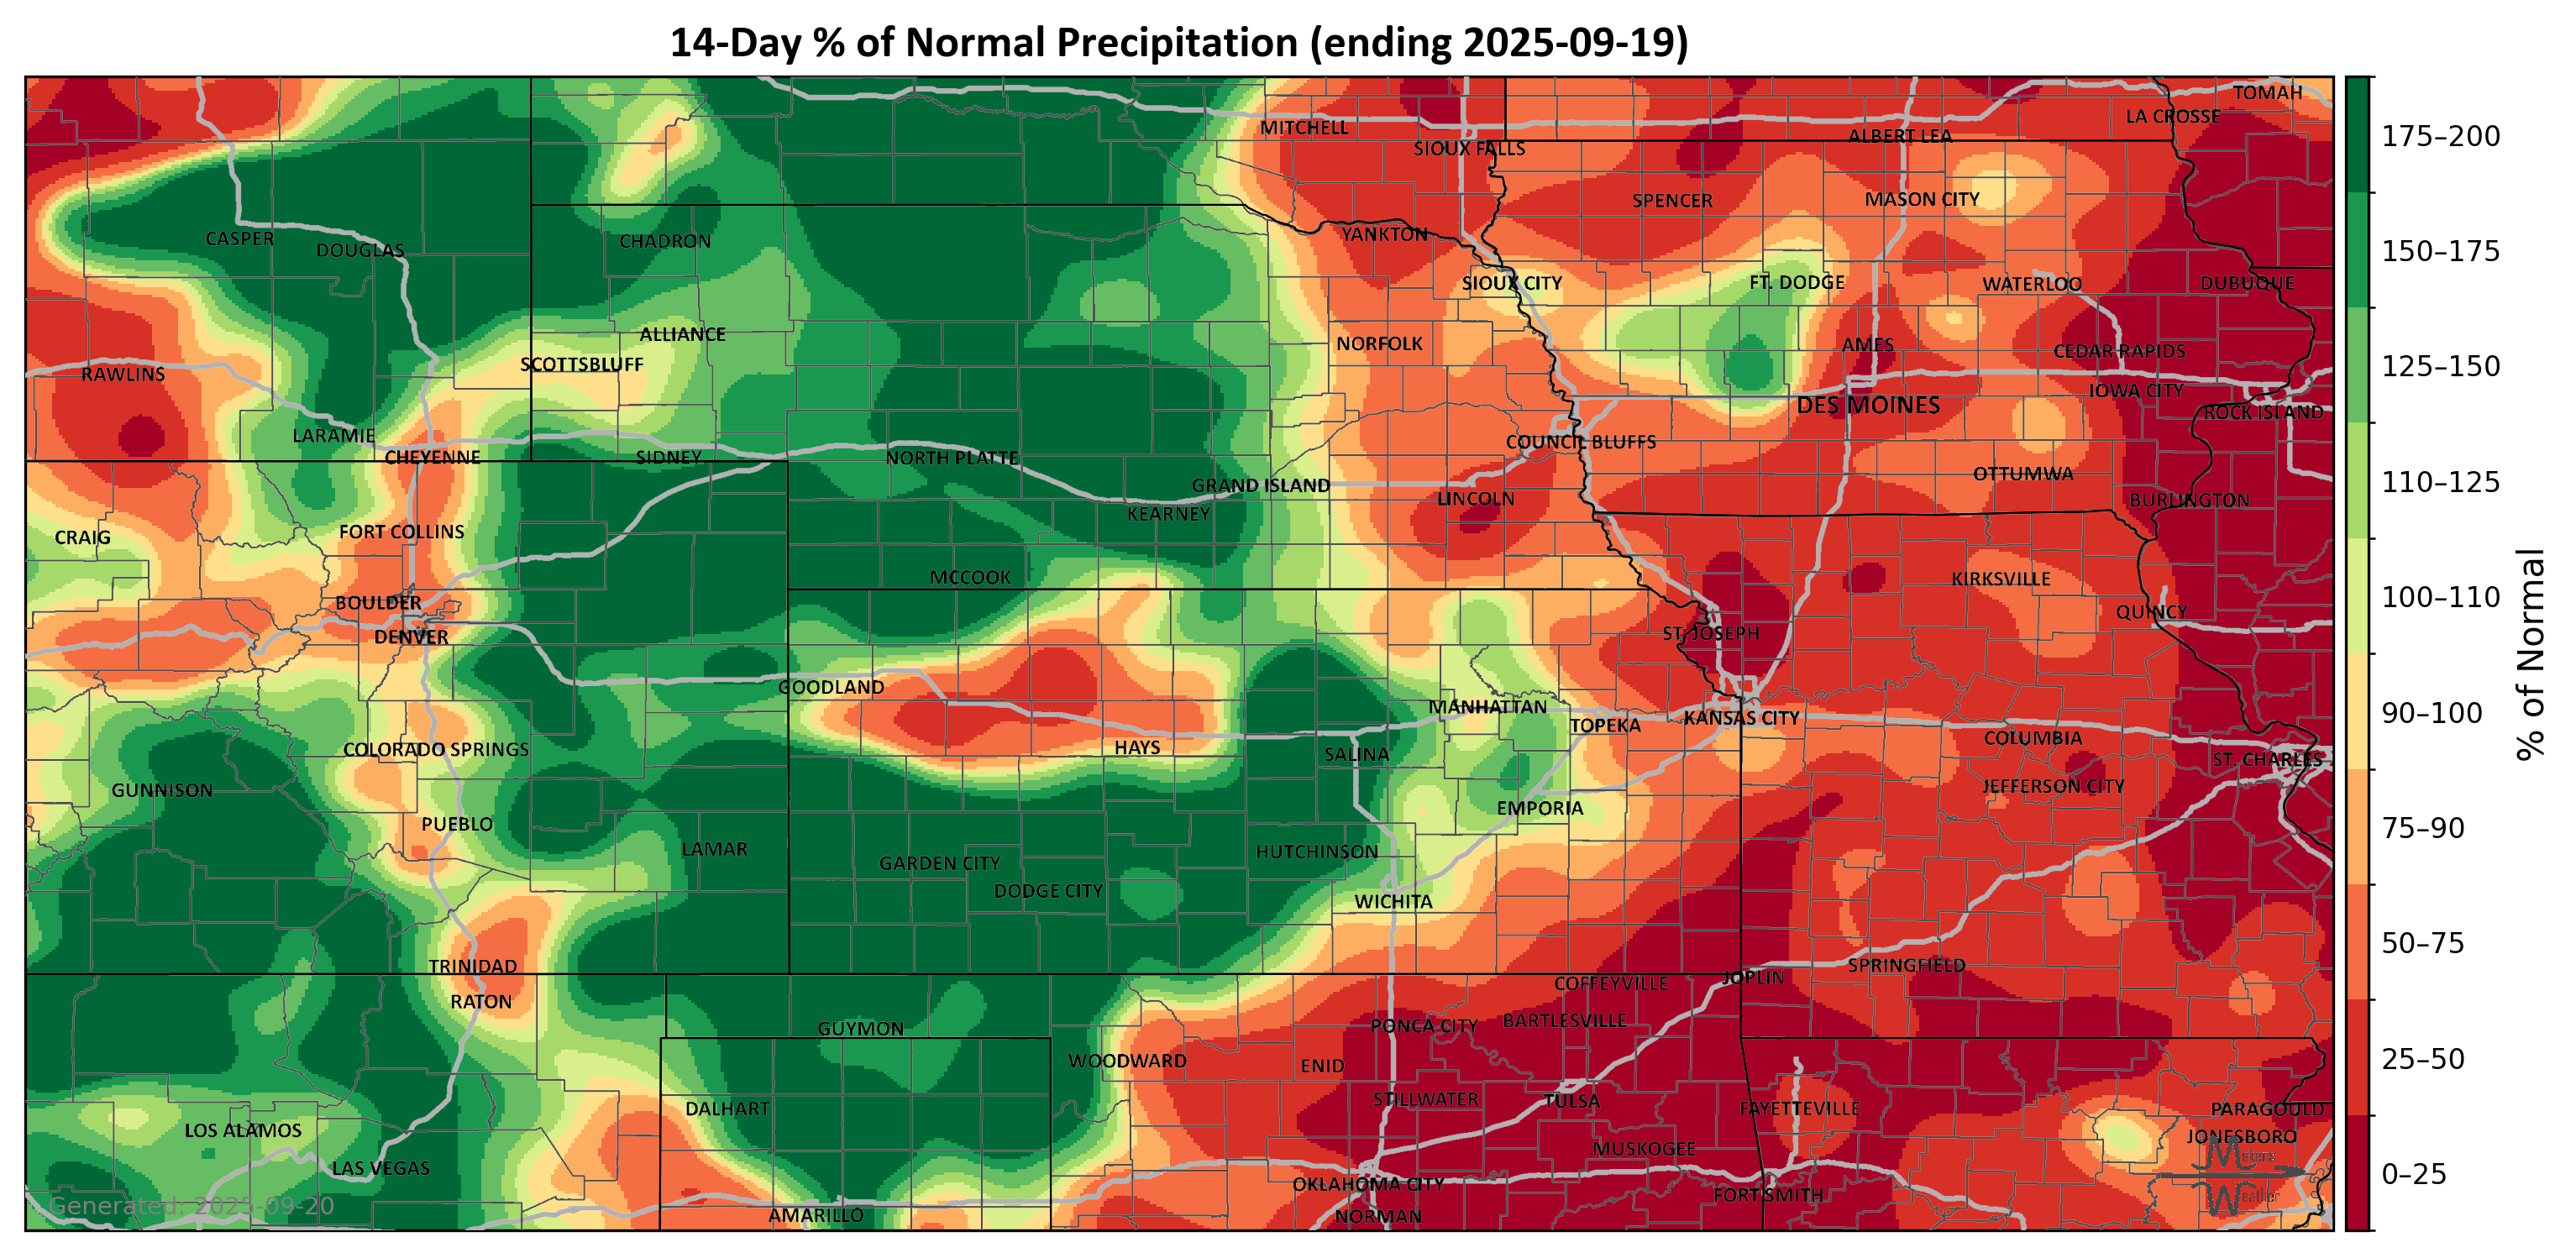 14-Day % of Normal Precipitation (ending 2025-09-19)
TOMAH
LA CROSSE
MITCHELL
ALBERT LEA
SIOUX FALLS
SPENCER
MASON CITY
YANKTON
CASPER
DOUGLAS
CHADRON
SIOUX CITY
FT. DODGE
WATERLOO
DUBUQUE
ALLIANCE
NORFOLK
AMES
CEDAR RAPIDS
SCOTTSBLUFF
RAWLINS
IOWA CITY
DES MOINES
ROCK ISLAND
LARAMIE
COUNCIL BLUFFS
CHEYENNE
SIDNEY
NORTH PLATTE
OTTUMWA
GRAND ISLAND
LINCOLN
BURLINGTON
KEARNEY
CRAIG
FORT COLLINS
MCCOOK
KIRKSVILLE
BOULDER
QUINCY
DENVER
ST. JOSEPH
GOODLAND
MANHATTAN
TOPEKA
KANSAS CITY
COLORADO SPRINGS
HAYS
SALINA
COLUMBIA
ST. CHARLES
GUNNISON
JEFFERSON CITY
PUEBLO
EMPORIA
LAMAR
GARDEN CITY
HUTCHINSON
DODGE CITY
WICHITA
TRINIDAD
SPRINGFIELD
RATON
COFFEYVILLE
JOPLIN
GUYMON
PONCA CITY
BARTLESVILLE
WOODWARD
ENID
DALHART
STILLWATER
TULSA
FAYETTEVILLE
PARAGOULD
LOS ALAMOS
JONESBORO
LAS VEGAS
MUSKOGEE
OKLAHOMA CITY
FORT SMITH
AMARILLO
NORMAN
Generated: 2025-09-20
Makens
Weather
175–200
150–175
125–150
110–125
100–110
90–100
75–90
50–75
25–50
0–25
% of Normal